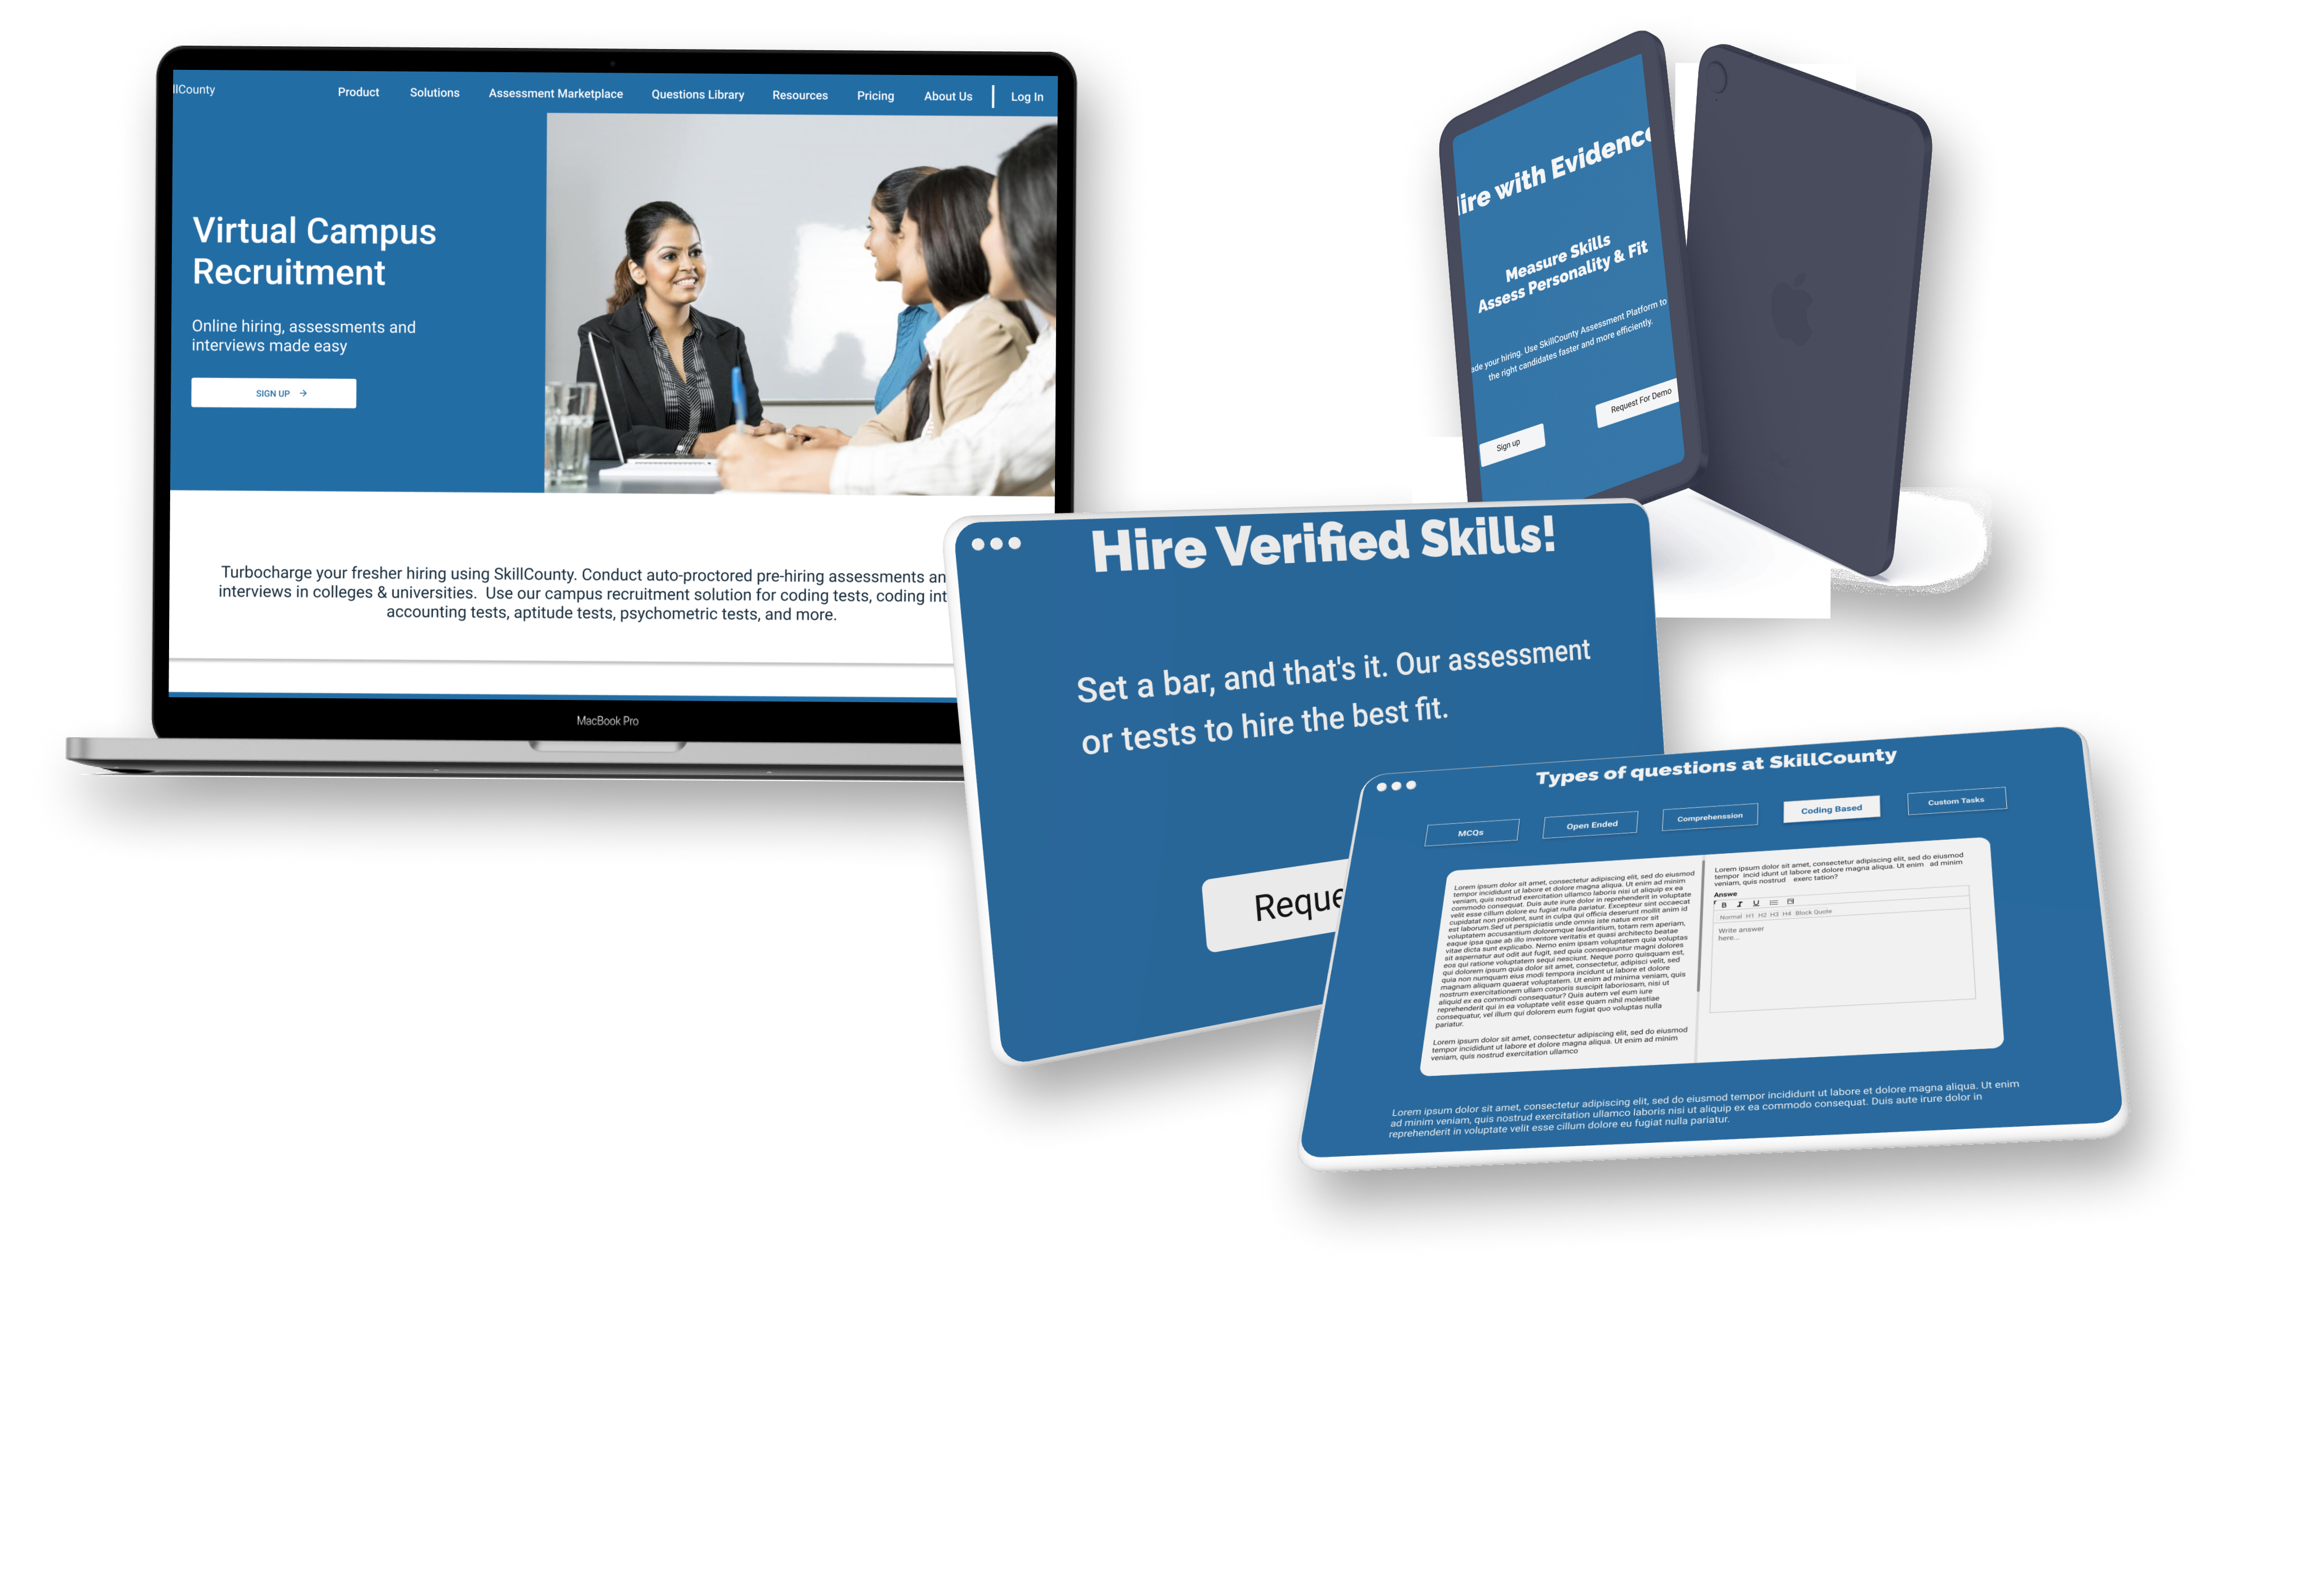 llCounty
Product Solutions Assessment Marketplace Questions Library Resources Pricing About Us Log In
Virtual Campus
Recruitment
Online hiring, assessments and
interviews made easy
SIGN UP
Turbocharge your fresher hiring using SkillCounty. Conduct auto-proctored pre-hiring assessments an
interviews in colleges & universities. Use our campus recruitment solution for coding tests, coding int
accounting tests, aptitude tests, psychometric tests, and more.
MacBook Pro
ire with Evidence
Measure Skills
Assess Personality & Fit
ade your hiring. Use SkillCounty Assessment Platform to
the right candidates faster and more efficiently.
Request For Demo
Sign up
Hire Verified Skills!
Set a bar, and that's it. Our assessment
or tests to hire the best fit.
Reque
Types of questions at SkillCounty
MCQs Open Ended Comprehenssion Coding Based Custom Tasks
Lorem ipsum dolor sit amet, consectetur adipiscing elit, sed do eiusmod
tempor incididunt ut labore et dolore magna aliqua. Ut enim ad minim
veniam, quis nostrud exercitation ullamco laboris nisi ut aliquip ex ea
commodo consequat. Duis aute irure dolor in reprehenderit in voluptate
velit esse cillum dolore eu fugiat nulla pariatur. Excepteur sint occaecat
cupidatat non proident, sunt in culpa qui officia deserunt mollit anim id
est laborum.Sed ut perspiciatis unde omnis iste natus error sit
voluptatem accusantium doloremque laudantium, totam rem aperiam,
eaque ipsa quae ab illo inventore veritatis et quasi architecto beatae
vitae dicta sunt explicabo. Nemo enim ipsam voluptatem quia voluptas
sit aspernatur aut odit aut fugit, sed quia consequuntur magni dolores
eos qui ratione voluptatem sequi nesciunt. Neque porro quisquam est,
qui dolorem ipsum quia dolor sit amet, consectetur, adipisci velit, sed
quia non numquam eius modi tempora incidunt ut labore et dolore
magnam aliquam quaerat voluptatem. Ut enim ad minima veniam, quis
nostrum exercitationem ullam corporis suscipit laboriosam, nisi ut
aliquid ex ea commodi consequatur? Quis autem vel eum iure
reprehenderit qui in ea voluptate velit esse quam nihil molestiae
consequatur, vel illum qui dolorem eum fugiat quo voluptas nulla
pariatur.
Lorem ipsum dolor sit amet, consectetur adipiscing elit, sed do eiusmod
tempor incididunt ut labore et dolore magna aliqua. Ut enim ad minim
veniam, quis nostrud exercitation ullamco
Lorem ipsum dolor sit amet, consectetur adipiscing elit, sed do eiusmod
tempor incid idunt ut labore et dolore magna aliqua. Ut enim ad minim
veniam, quis nostrud exerc tation?
Answe
r
B I U
Normal H1 H2 H3 H4 Block Quote
Write answer
here...
Lorem ipsum dolor sit amet, consectetur adipiscing elit, sed do eiusmod tempor incididunt ut labore et dolore magna aliqua. Ut enim
ad minim veniam, quis nostrud exercitation ullamco laboris nisi ut aliquip ex ea commodo consequat. Duis aute irure dolor in
reprehenderit in voluptate velit esse cillum dolore eu fugiat nulla pariatur.